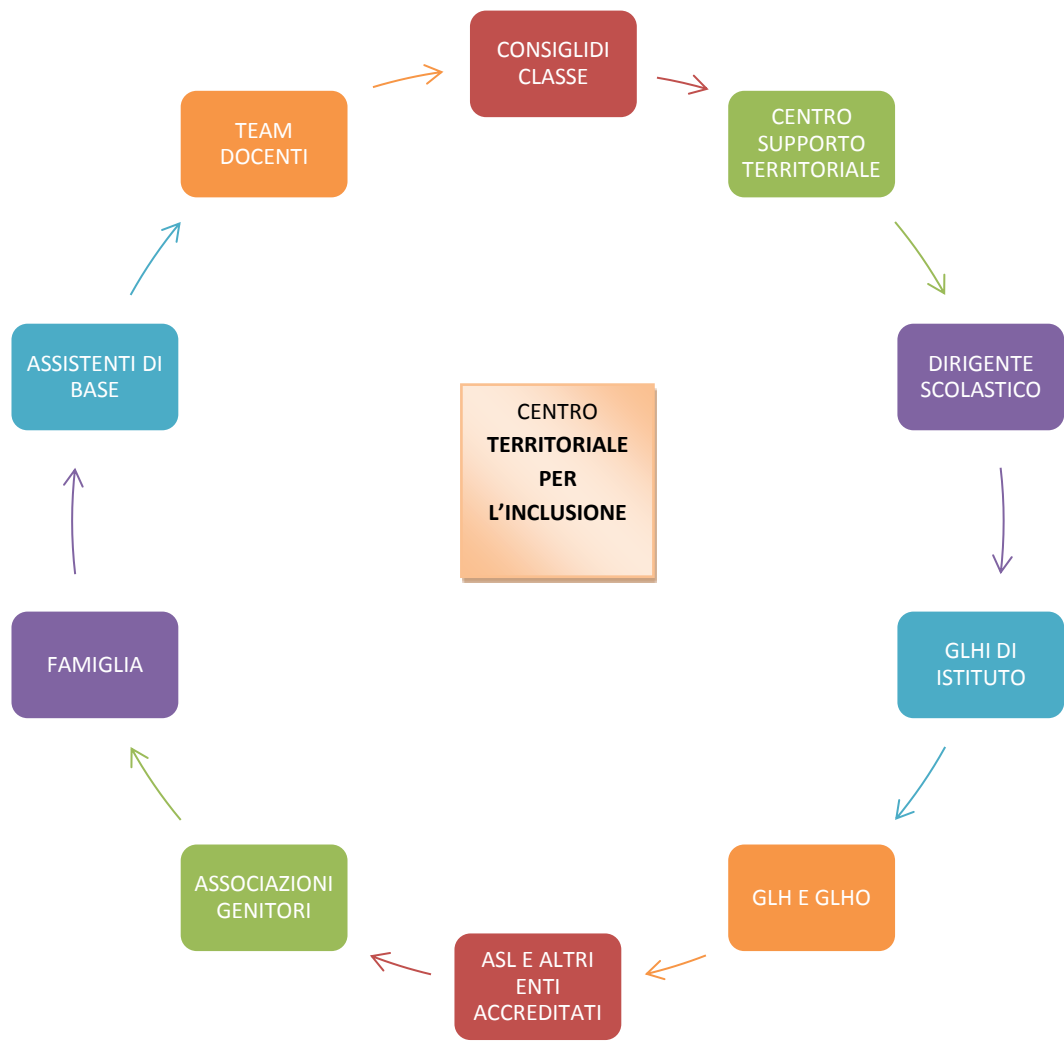 CONSIGLIDI
CLASSE
CENTRO
SUPPORTO
TERRITORIALE
DIRIGENTE
SCOLASTICO
GLHI DI
ISTITUTO
GLH E GLHO
ASL E ALTRI
ENTI
ACCREDITATI
ASSOCIAZIONI
GENITORI
FAMIGLIA
ASSISTENTI DI
BASE
TEAM
DOCENTI
CENTRO
TERRITORIALE
PER
L’INCLUSIONE